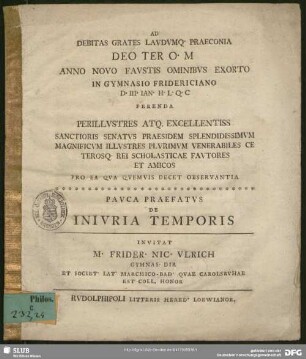 AD
DEBITAS GRATES LAVDVMQ· PRAECONIA
DEO TER O· M
ANNO NOVO FAVSTIS OMINIBVS EXORTO
IN GYMNASIO FRIDERICIANO
D· III· IAN· H· L· Q· C
FERENDA
PERILLVSTRES ATQ. EXCELLENTISS
SANCTIORIS SENATVS PRAESIDEM SPLENDIDISSIMVM
MAGNIFICVM ILLVSTRES PLVRIMVM VENERABILES CE
TEROSQ· REI SCHOLASTICAE FAVTORES
ET AMICOS
PRO EA QVA QVEMVIS DECET OBSERVANTIA
PAVCA PRAEFATVS
DE
INIVRIA TEMPORIS
INVITAT
M· FRIDER· NIC· VLRICH
GYMNAS· DIR
ET SOCIET· LAT· MARCHICO-BAD· QVAE CAROLSRVHAE
EST COLL. HONOR
RVDOLPHIPOLI LITTERIS HERED· LOEWIANOR.
Philos.